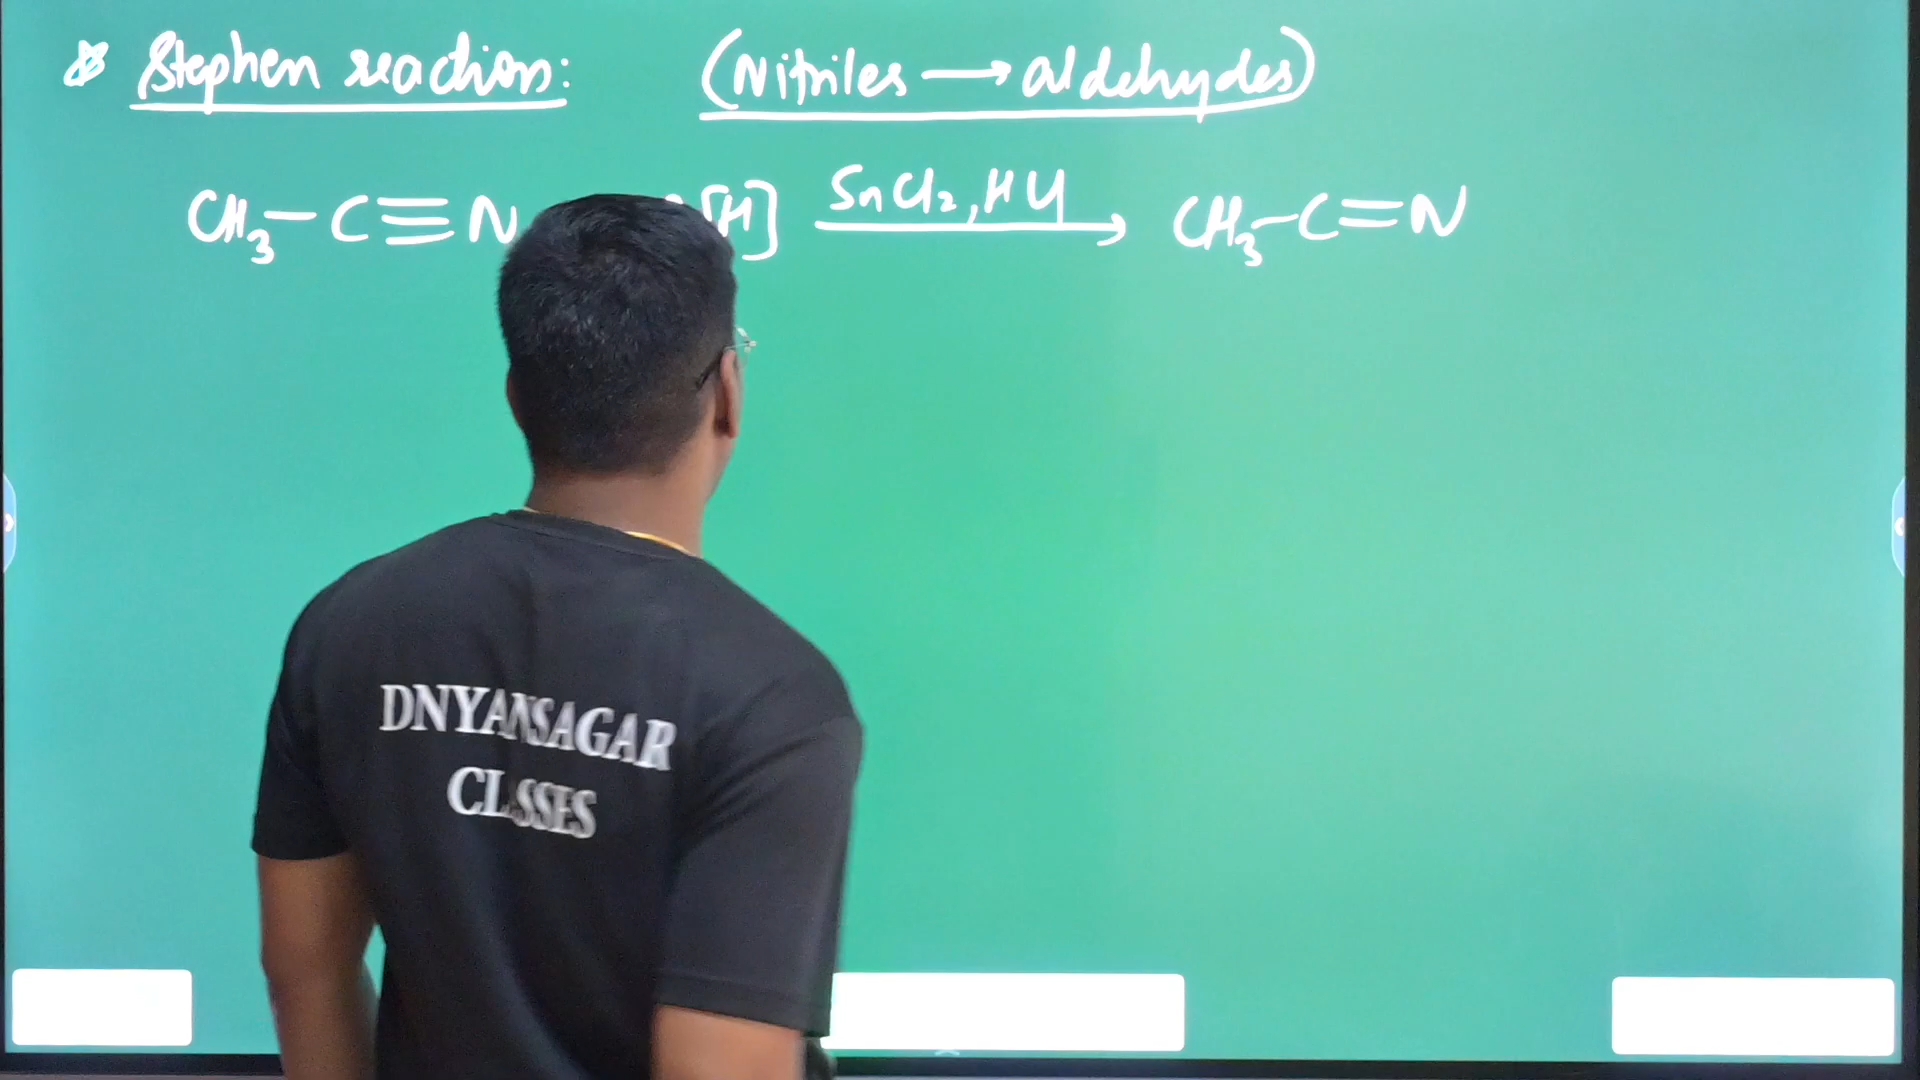 Stephen reaction: (Nitriles → aldehydes)
CH₃–C≡N [H] SnCl₂, HCl → CH₃–C=N
DNYANSAGAR
CLASSES